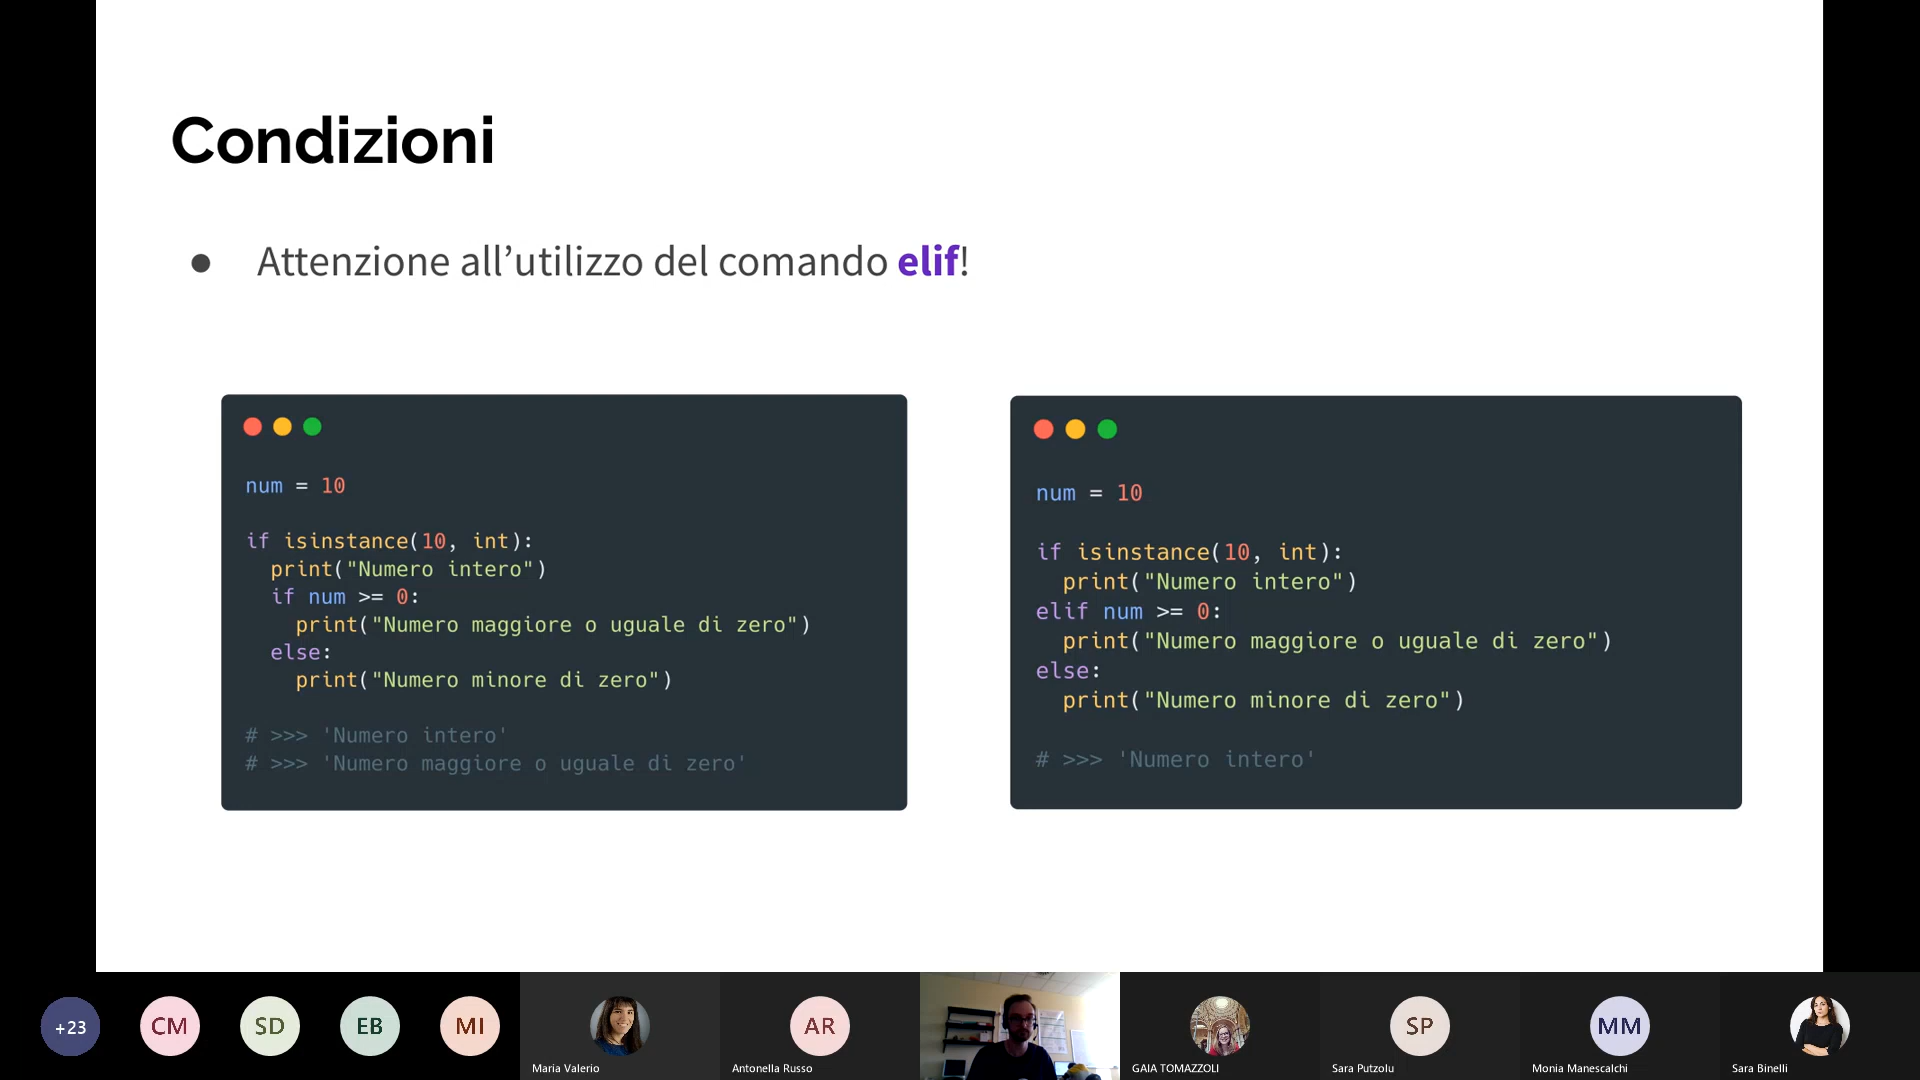 Condizioni
● Attenzione all’utilizzo del comando elif!
num = 10
if isinstance(10, int):
  print("Numero intero")
  if num >= 0:
    print("Numero maggiore o uguale di zero")
  else:
    print("Numero minore di zero")
# >>> 'Numero intero'
# >>> 'Numero maggiore o uguale di zero'
num = 10
if isinstance(10, int):
  print("Numero intero")
elif num >= 0:
  print("Numero maggiore o uguale di zero")
else:
  print("Numero minore di zero")
# >>> 'Numero intero'
+23
CM
SD
EB
MI
Maria Valerio
AR
Antonella Russo
GAIA TOMAZZOLI
SP
Sara Putzolu
MM
Monia Manescalchi
Sara Binelli